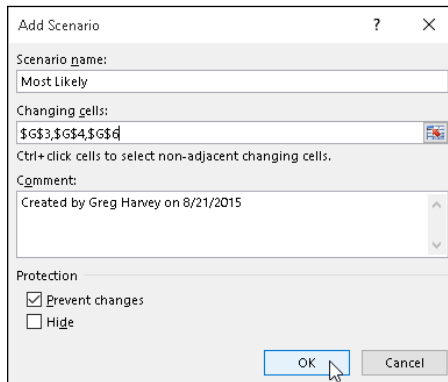 Add Scenario ? ×
Scenario name:
Most Likely
Changing cells:
$G$3,$G$4,$G$6
Ctrl+click cells to select non-adjacent changing cells.
Comment:
Created by Greg Harvey on 8/21/2015
Protection
Prevent changes
Hide
OK Cancel